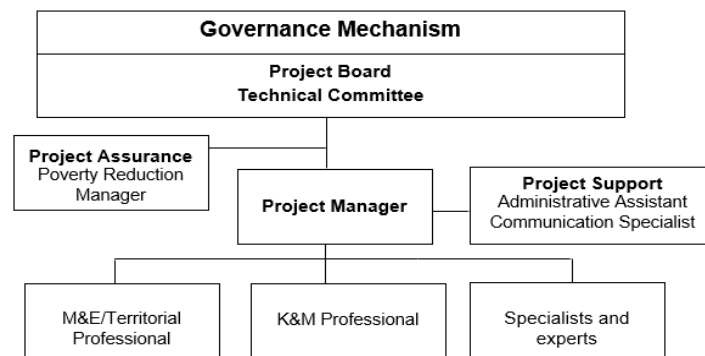 Governance Mechanism
Project Board
Technical Committee
Project Assurance
Poverty Reduction
Manager
Project Manager
Project Support
Administrative Assistant
Communication Specialist
M&E/Territorial
Professional
K&M Professional
Specialists and
experts